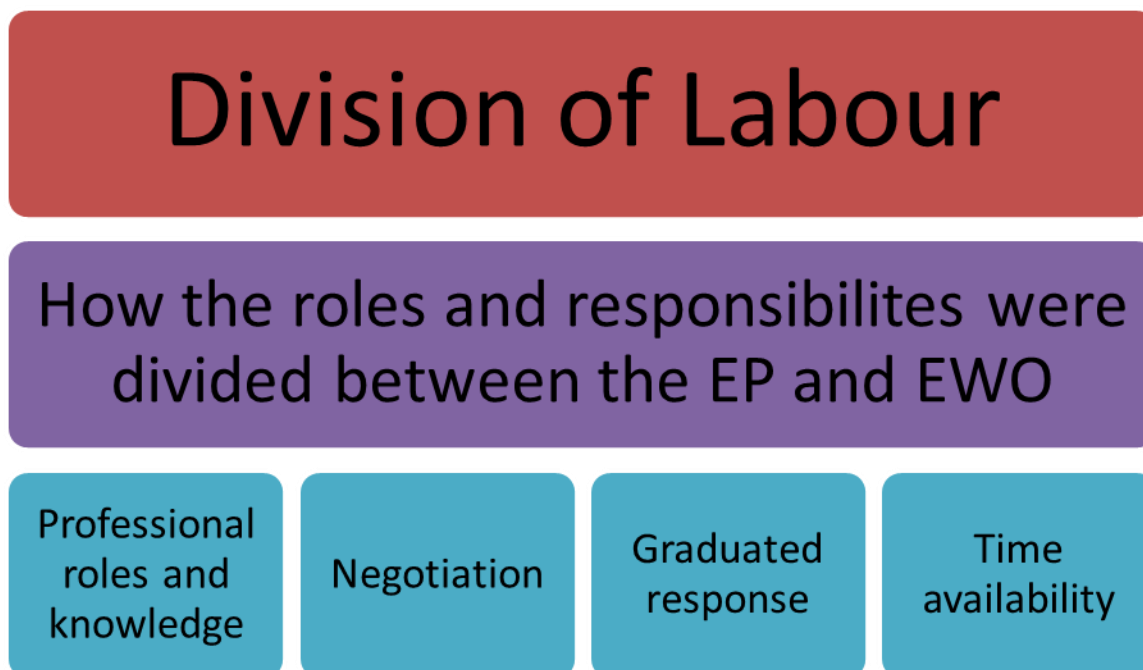 Division of Labour
How the roles and responsibilites were
divided between the EP and EWO
Professional
roles and
knowledge
Negotiation
Graduated
response
Time
availability